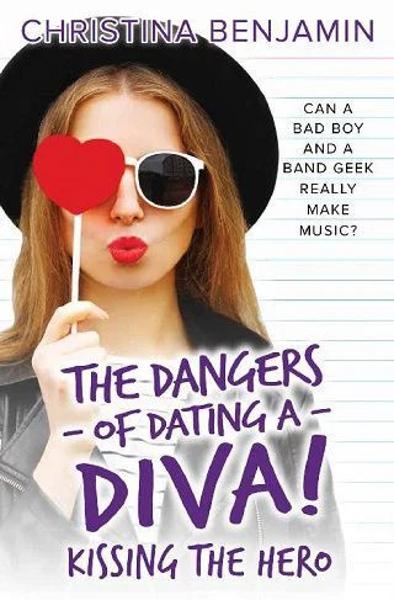 CHRISTINA BENJAMIN
CAN A
BAD BOY
AND A
BAND GEEK
REALLY
MAKE
MUSIC?
THE DANGERS
- OF DATING A -
DIVA!
KISSING THE HERO